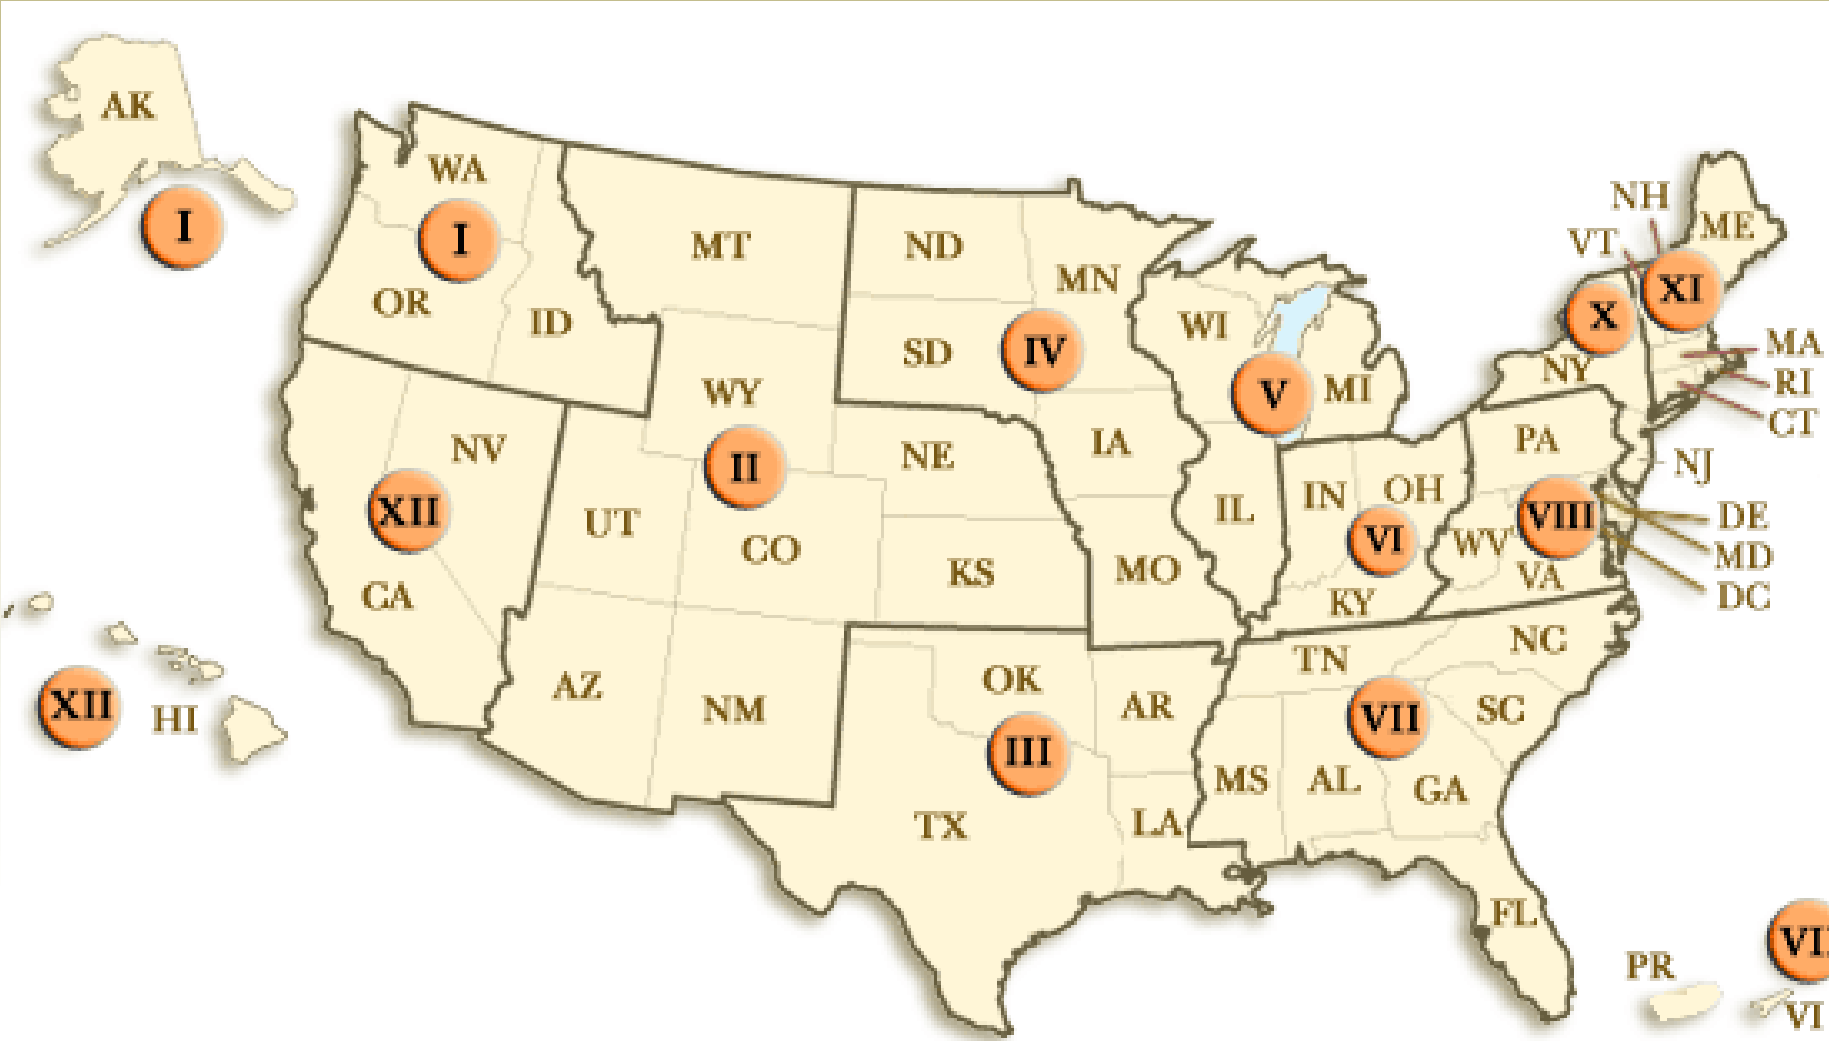 AK
I
WA
I
OR
ID
MT
ND
MN
SD
IV
WI
V
MI
NH
VT
ME
XI
X
NY
MA
RI
CT
WY
II
NE
IA
NV
XII
UT
CO
CA
KS
MO
IL
IN
OH
VI
KY
PA
NJ
VIII
WV
VA
DE
MD
DC
XII
HI
AZ
NM
OK
III
AR
TX
LA
TN
NC
VII
SC
MS
AL
GA
FL
PR
VI